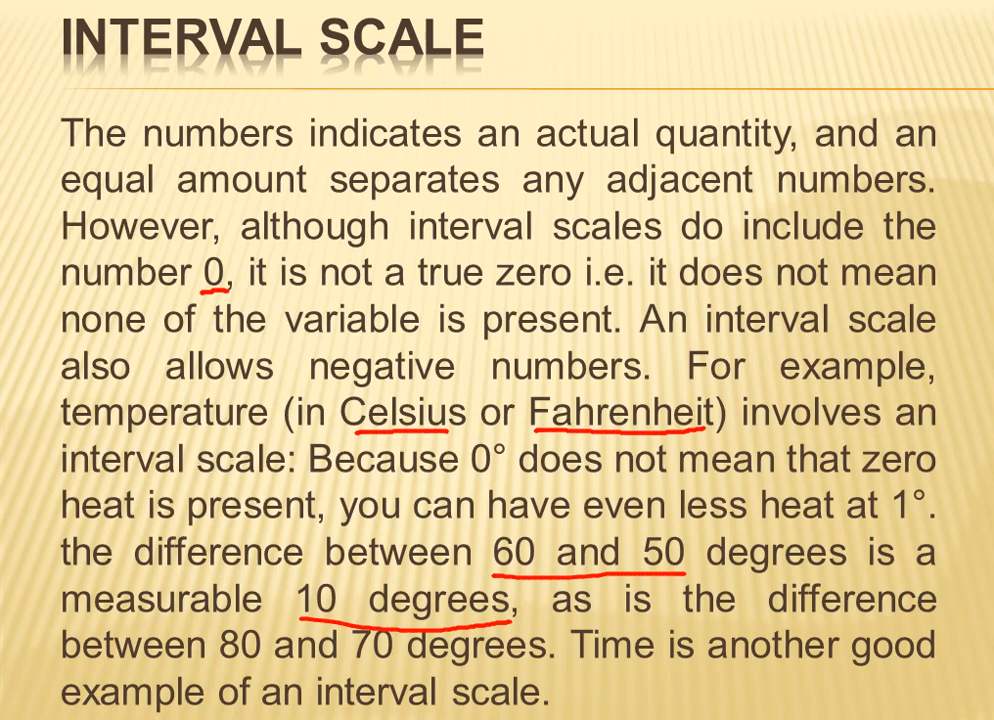 INTERVAL SCALE
The numbers indicates an actual quantity, and an
equal amount separates any adjacent numbers.
However, although interval scales do include the
number 0, it is not a true zero i.e. it does not mean
none of the variable is present. An interval scale
also allows negative numbers. For example,
temperature (in Celsius or Fahrenheit) involves an
interval scale: Because 0° does not mean that zero
heat is present, you can have even less heat at 1°.
the difference between 60 and 50 degrees is a
measurable 10 degrees, as is the difference
between 80 and 70 degrees. Time is another good
example of an interval scale.